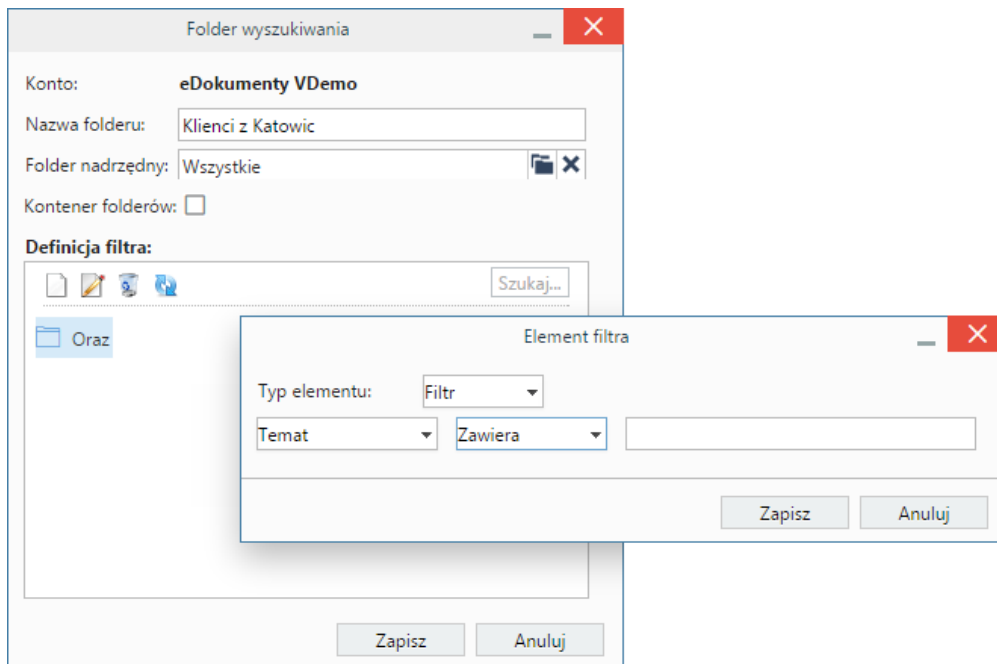 Folder wyszukiwania
Konto: eDokumenty VDemo
Nazwa folderu: Klienci z Katowic
Folder nadrzędny: Wszystkie
Kontener folderów:
Definicja filtra:
Szukaj...
Oraz
Element filtra
Typ elementu: Filtr
Temat Zawiera
Zapisz Anuluj
Zapisz Anuluj